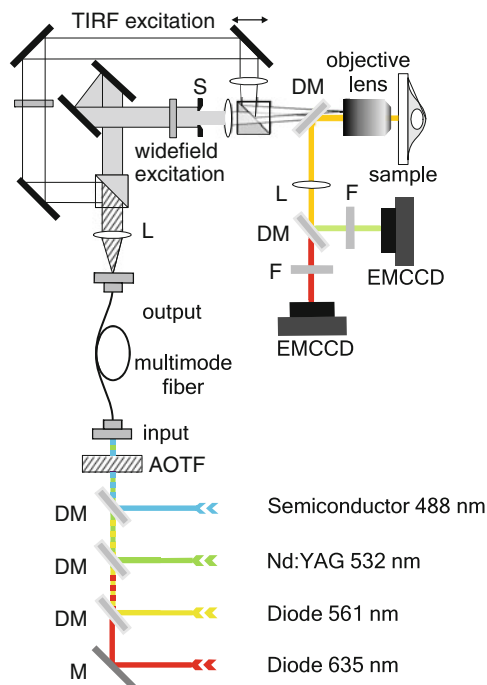 TIRF excitation
S
DM
objective
lens
widefield
excitation
sample
L
F
L
DM
F
EMCCD
EMCCD
output
multimode
fiber
input
AOTF
DM
Semiconductor 488 nm
DM
Nd:YAG 532 nm
DM
Diode 561 nm
M
Diode 635 nm